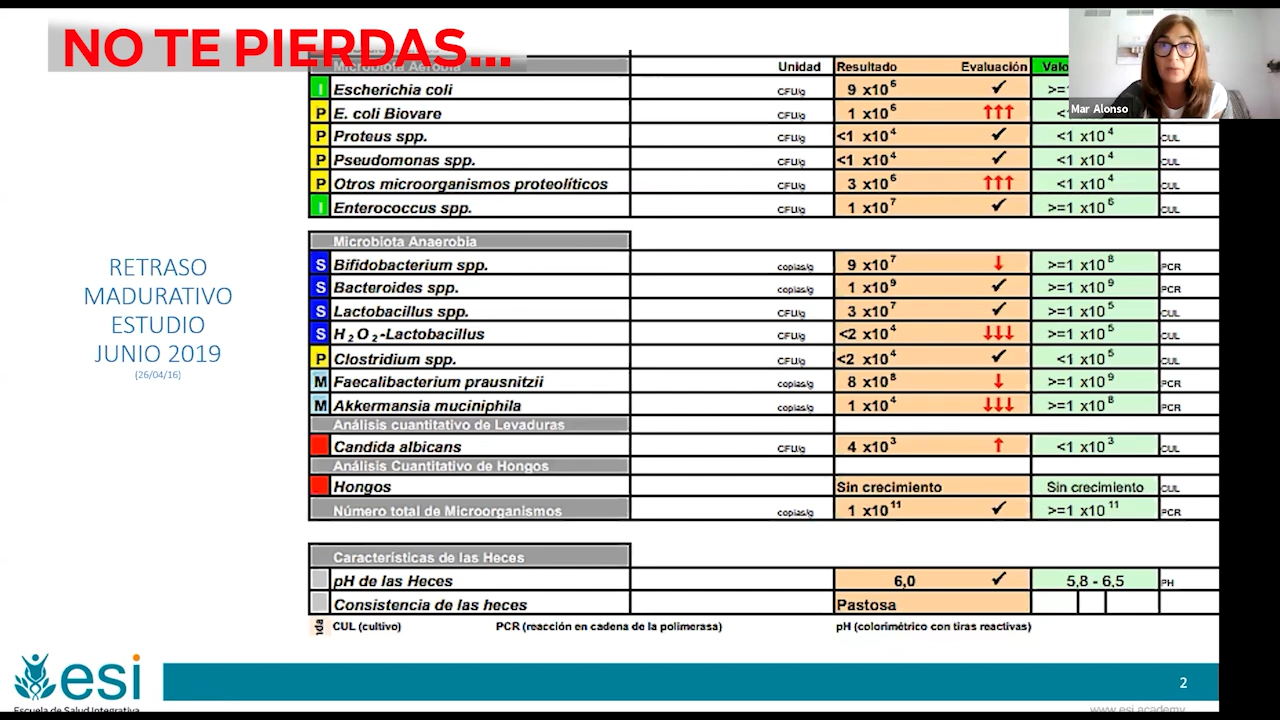 NO TE PIERDAS...
Mar Alonso
RETRASO
MADURATIVO
ESTUDIO
JUNIO 2019
(26/04/16)
Microbiota Aerobia Unidad Resultado Evaluación
I Escherichia coli CFU/g 9 x10⁶ ✓ >=1
P E. coli Biovare CFU/g 1 x10⁶ ↑↑↑ <
P Proteus spp. CFU/g <1 x10⁴ ✓ <1 x10⁴ CUL
P Pseudomonas spp. CFU/g <1 x10⁴ ✓ <1 x10⁴ CUL
P Otros microorganismos proteolíticos CFU/g 3 x10⁶ ↑↑↑ <1 x10⁴ CUL
I Enterococcus spp. CFU/g 1 x10⁷ ✓ >=1 x10⁶ CUL
Microbiota Anaerobia
S Bifidobacterium spp. copias/g 9 x10⁷ ↓ >=1 x10⁸ PCR
S Bacteroides spp. copias/g 1 x10⁹ ✓ >=1 x10⁹ PCR
S Lactobacillus spp. CFU/g 3 x10⁷ ✓ >=1 x10⁵ CUL
S H₂O₂-Lactobacillus CFU/g <2 x10⁴ ↓↓↓ >=1 x10⁵ CUL
P Clostridium spp. CFU/g <2 x10⁴ ✓ <1 x10⁵ CUL
M Faecalibacterium prausnitzii copias/g 8 x10⁸ ↓ >=1 x10⁹ PCR
M Akkermansia muciniphila copias/g 1 x10⁴ ↓↓↓ >=1 x10⁸ PCR
Análisis cuantitativo de Levaduras
Candida albicans CFU/g 4 x10³ ↑ <1 x10³ CUL
Análisis Cuantitativo de Hongos
Hongos Sin crecimiento Sin crecimiento CUL
Número total de Microorganismos copias/g 1 x10¹¹ ✓ >=1 x10¹¹ PCR
Características de las Heces
pH de las Heces 6,0 ✓ 5,8 - 6,5 PH
Consistencia de las heces Pastosa
CUL (cultivo) PCR (reacción en cadena de la polimerasa) pH (colorimétrico con tiras reactivas)
esi
Escuela de Salud Integrativa
2
www.esi.academy